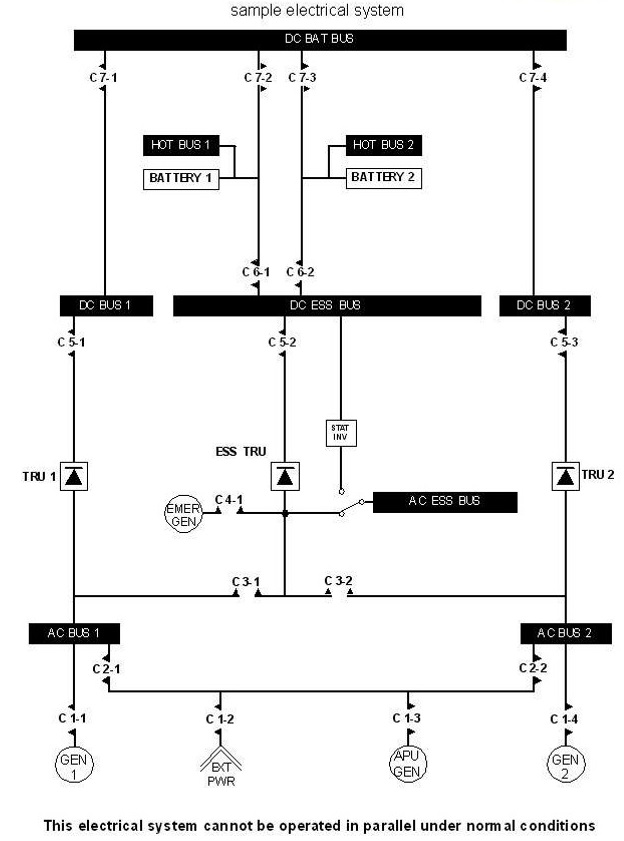 sample electrical system
DC BAT BUS
C 7-1
C 7-2
C 7-3
C 7-4
HOT BUS 1
HOT BUS 2
BATTERY 1
BATTERY 2
C 6-1
C 6-2
DC BUS 1
DC ESS BUS
DC BUS 2
C 5-1
C 5-2
C 5-3
STAT
INV
ESS TRU
TRU 1
TRU 2
C 4-1
AC ESS BUS
EMER
GEN
C 3-1
C 3-2
AC BUS 1
AC BUS 2
C 2-1
C 2-2
C 1-1
C 1-2
C 1-3
C 1-4
GEN
1
EXT
PWR
APU
GEN
GEN
2
This electrical system cannot be operated in parallel under normal conditions